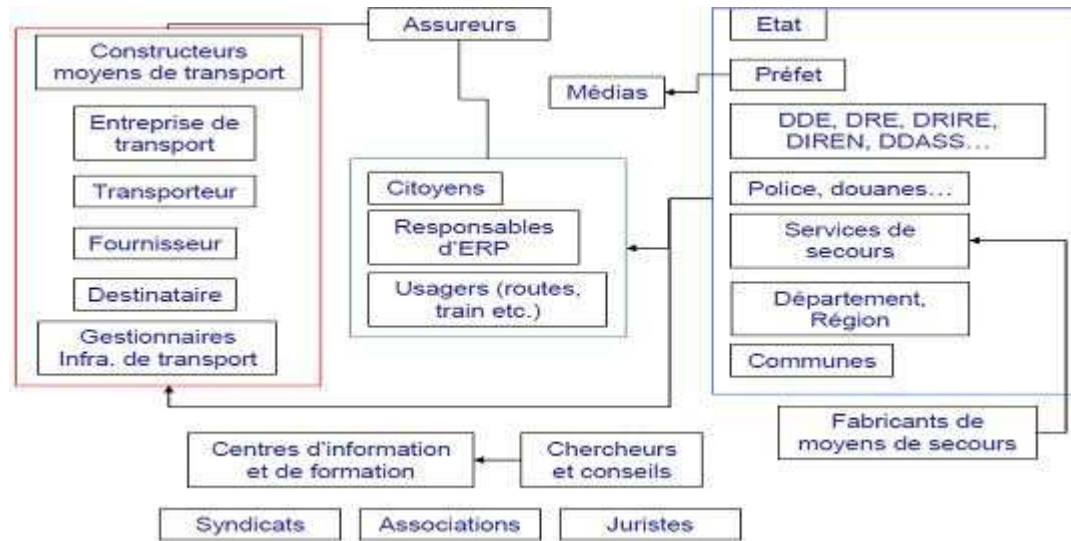 Assureurs
Constructeurs
moyens de transport
Entreprise de
transport
Transporteur
Fournisseur
Destinataire
Gestionnaires
Infra. de transport
Médias
Citoyens
Responsables
d'ERP
Usagers (routes,
train etc.)
Etat
Préfet
DDE, DRE, DRIRE,
DIREN, DDASS...
Police, douanes...
Services de
secours
Département,
Région
Communes
Fabricants de
moyens de secours
Centres d'information
et de formation
Chercheurs
et conseils
Syndicats
Associations
Juristes